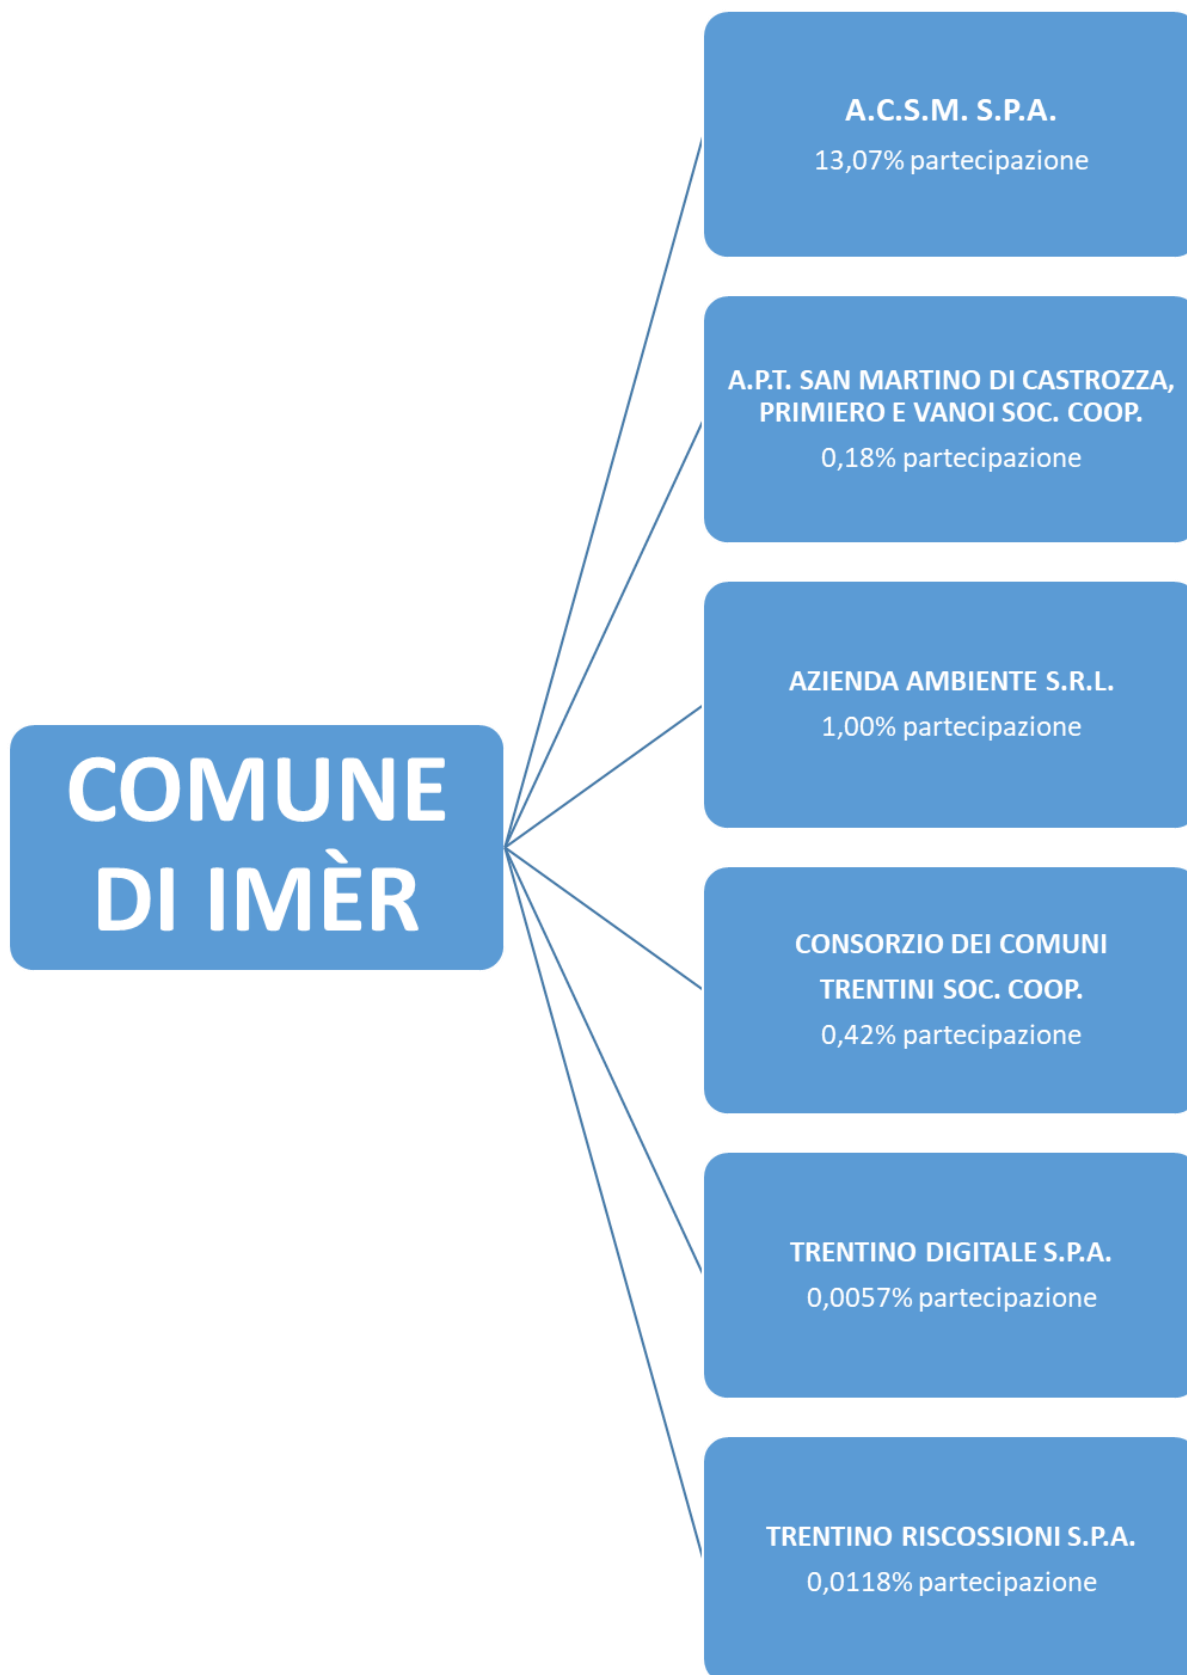 COMUNE
DI IMÈR
A.C.S.M. S.P.A.
13,07% partecipazione
A.P.T. SAN MARTINO DI CASTROZZA,
PRIMIERO E VANOI SOC. COOP.
0,18% partecipazione
AZIENDA AMBIENTE S.R.L.
1,00% partecipazione
CONSORZIO DEI COMUNI
TRENTINI SOC. COOP.
0,42% partecipazione
TRENTINO DIGITALE S.P.A.
0,0057% partecipazione
TRENTINO RISCOSSIONI S.P.A.
0,0118% partecipazione